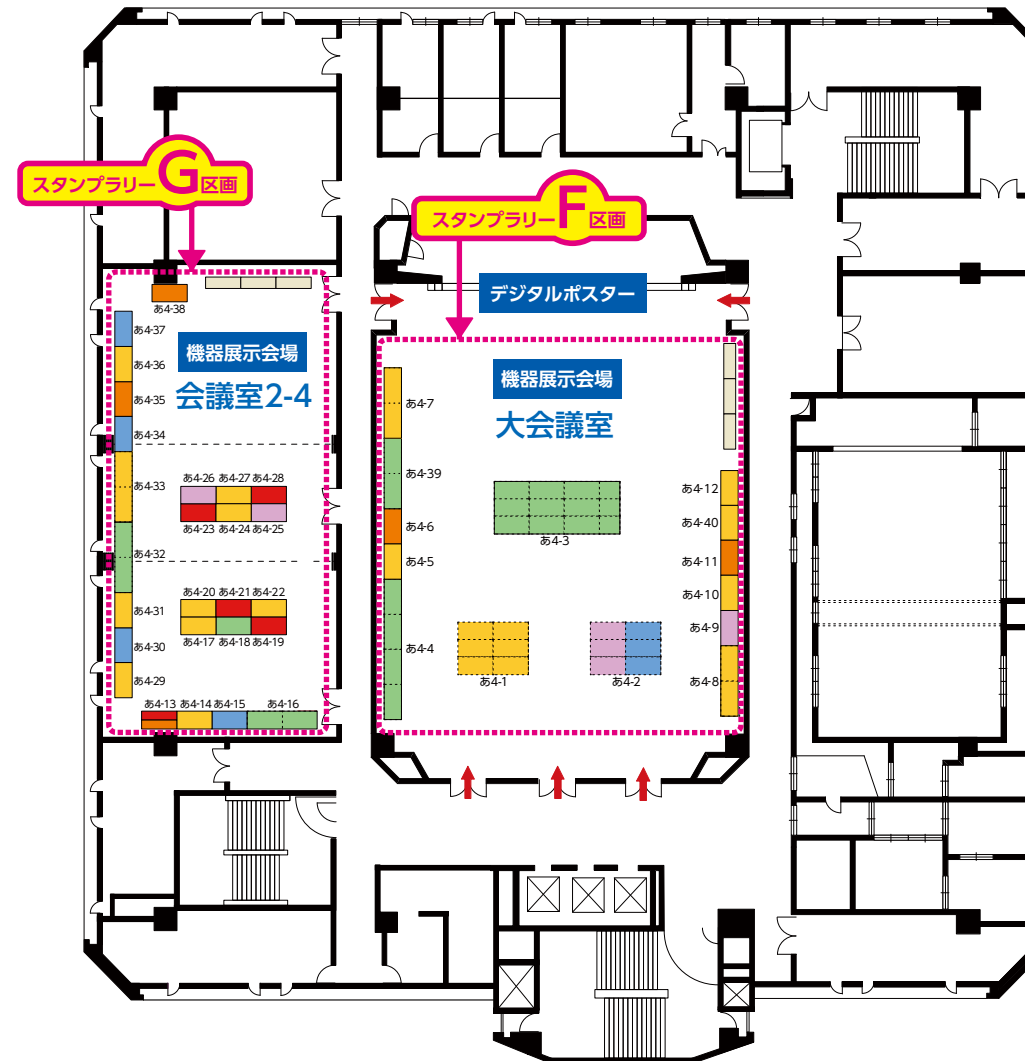 スタンプラリーG区画
スタンプラリーF区画
デジタルポスター
機器展示会場
会議室2-4
機器展示会場
大会議室
あ4-38
あ4-37
あ4-36
あ4-35
あ4-34
あ4-33
あ4-32
あ4-31
あ4-30
あ4-29
あ4-26 あ4-27 あ4-28
あ4-23 あ4-24 あ4-25
あ4-20 あ4-21 あ4-22
あ4-17 あ4-18 あ4-19
あ4-13 あ4-14 あ4-15 あ4-16
あ4-7
あ4-39
あ4-6
あ4-5
あ4-4
あ4-3
あ4-1
あ4-2
あ4-12
あ4-40
あ4-11
あ4-10
あ4-9
あ4-8